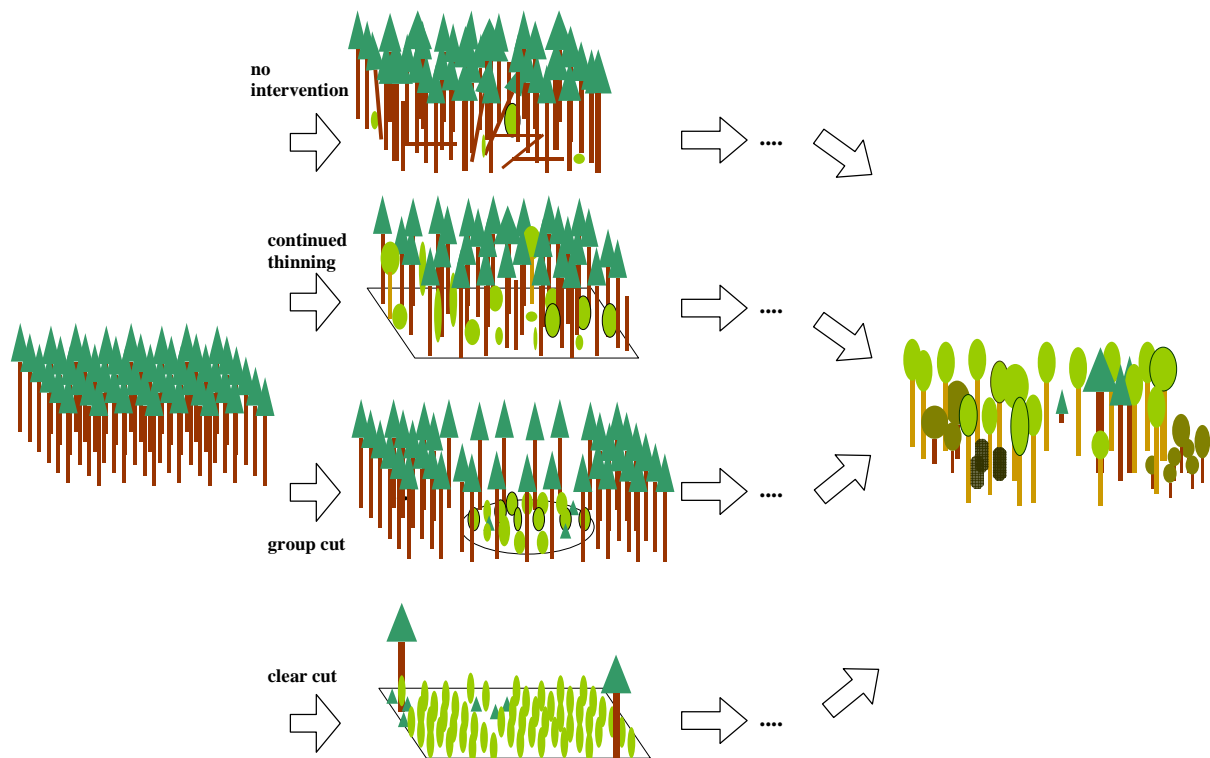 no
intervention
....
continued
thinning
....
....
group cut
clear cut
....